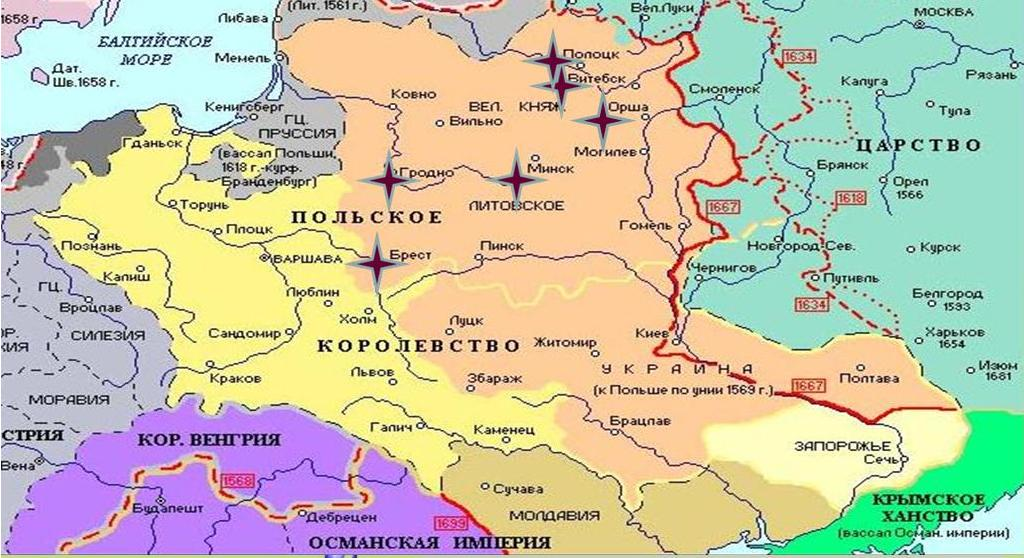 1658 г.
Либава
(Лит. 1561 г.)
Вел.Луки
МОСКВА
БАЛТИЙСКОЕ
МОРЕ
Мемель
Полоцк
1634
Дат.
Шв.1658 г.
Витебск
Калуга
Рязань
Смоленск
Ковно
ВЕЛ. КНЯЖ
Орша
Тула
Кенигсберг
ГЦ.
ПРУССИЯ
Вильно
Гданьск
ЦАРСТВО
48 г.
(вассал Польши,
1618 г.-курф.
Бранденбург)
Могилев
Минск
Гродно
Брянск
Орел
1566
Торунь
ПОЛЬСКОЕ
ЛИТОВСКОЕ
1667
1618
Плоцк
Гомель
Познань
ВАРШАВА
Брест
Пинск
Новгород-Сев.
Курск
Калиш
Чернигов
Путивль
ГЦ.
Вроцлав
Люблин
1634
Белгород
1593
СИЛЕЗИЯ
Сандомир
Холм
Луцк
Киев
Харьков
1654
КОРОЛЕВСТВО
Житомир
УКРАИНА
Изюм
1681
Краков
Львов
Збараж
(к Польше по унии 1569 г.)
1667
Полтава
МОРАВИЯ
СТРИЯ
КОР. ВЕНГРИЯ
Галич
Каменец
Брацлав
ЗАПОРОЖЬЕ
Сечь
Вена
1568
Сучава
КРЫМСКОЕ
ХАНСТВО
(вассал Осман. империи)
Будапешт
Дебрецен
1699
МОЛДАВИЯ
ОСМАНСКАЯ ИМПЕРИЯ